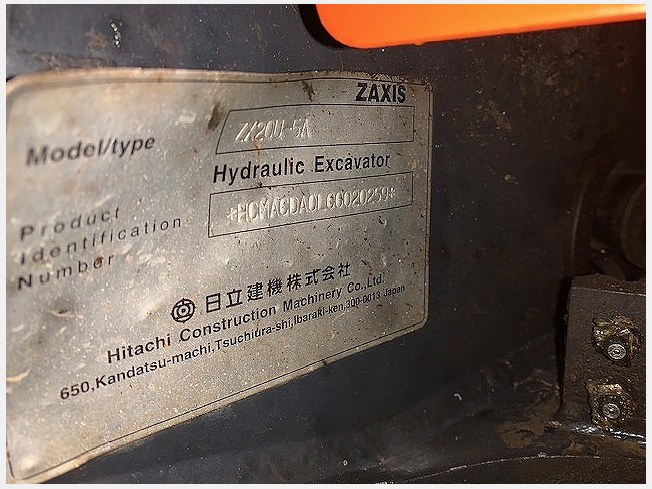 ZAXIS
Model/type ZX20U-5A
Hydraulic Excavator
Product
Identification
Number
日立建機株式会社
Hitachi Construction Machinery Co.,Ltd.
650,Kandatsu-machi,Tsuchiura-shi,Ibaraki-ken,300-0013 Japan